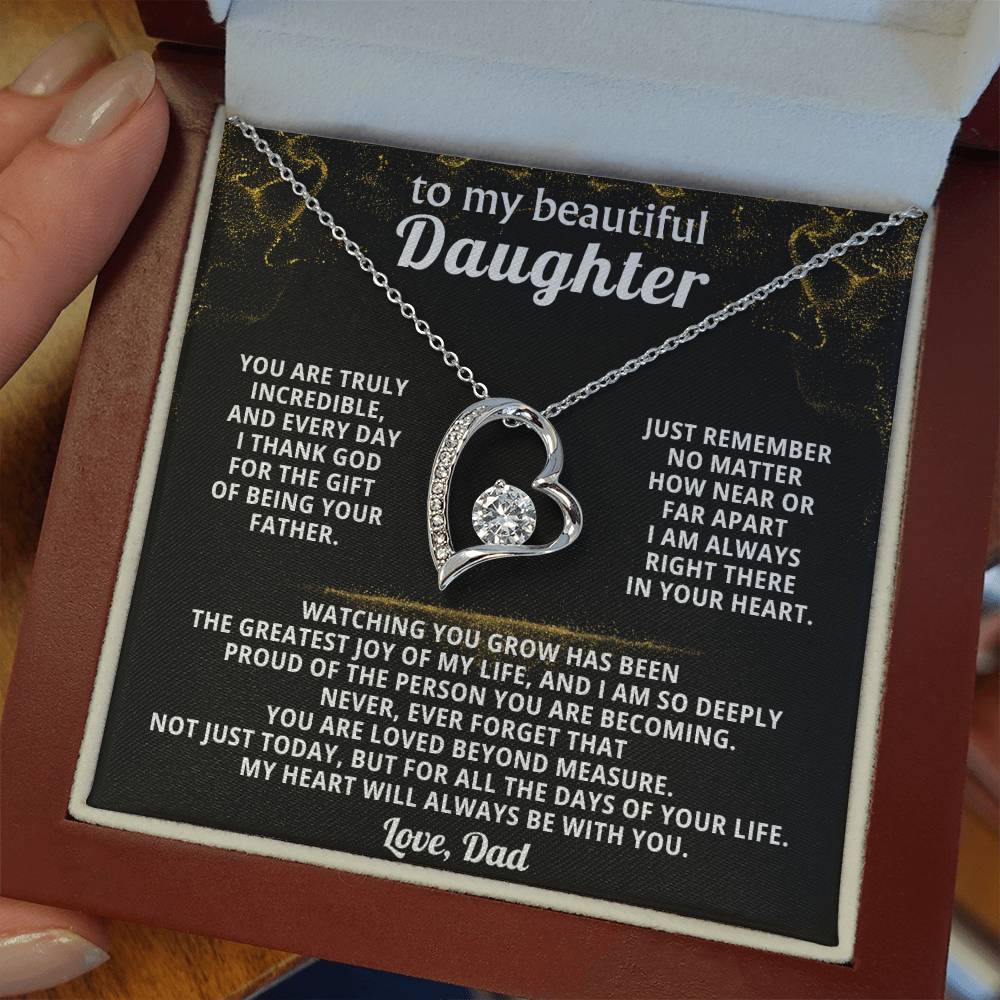 to my beautiful
Daughter
YOU ARE TRULY
INCREDIBLE,
AND EVERY DAY
I THANK GOD
FOR THE GIFT
OF BEING YOUR
FATHER.
JUST REMEMBER
NO MATTER
HOW NEAR OR
FAR APART
I AM ALWAYS
RIGHT THERE
IN YOUR HEART.
WATCHING YOU GROW HAS BEEN
THE GREATEST JOY OF MY LIFE, AND I AM SO DEEPLY
PROUD OF THE PERSON YOU ARE BECOMING.
NEVER, EVER FORGET THAT
YOU ARE LOVED BEYOND MEASURE.
NOT JUST TODAY, BUT FOR ALL THE DAYS OF YOUR LIFE.
MY HEART WILL ALWAYS BE WITH YOU.
Love, Dad